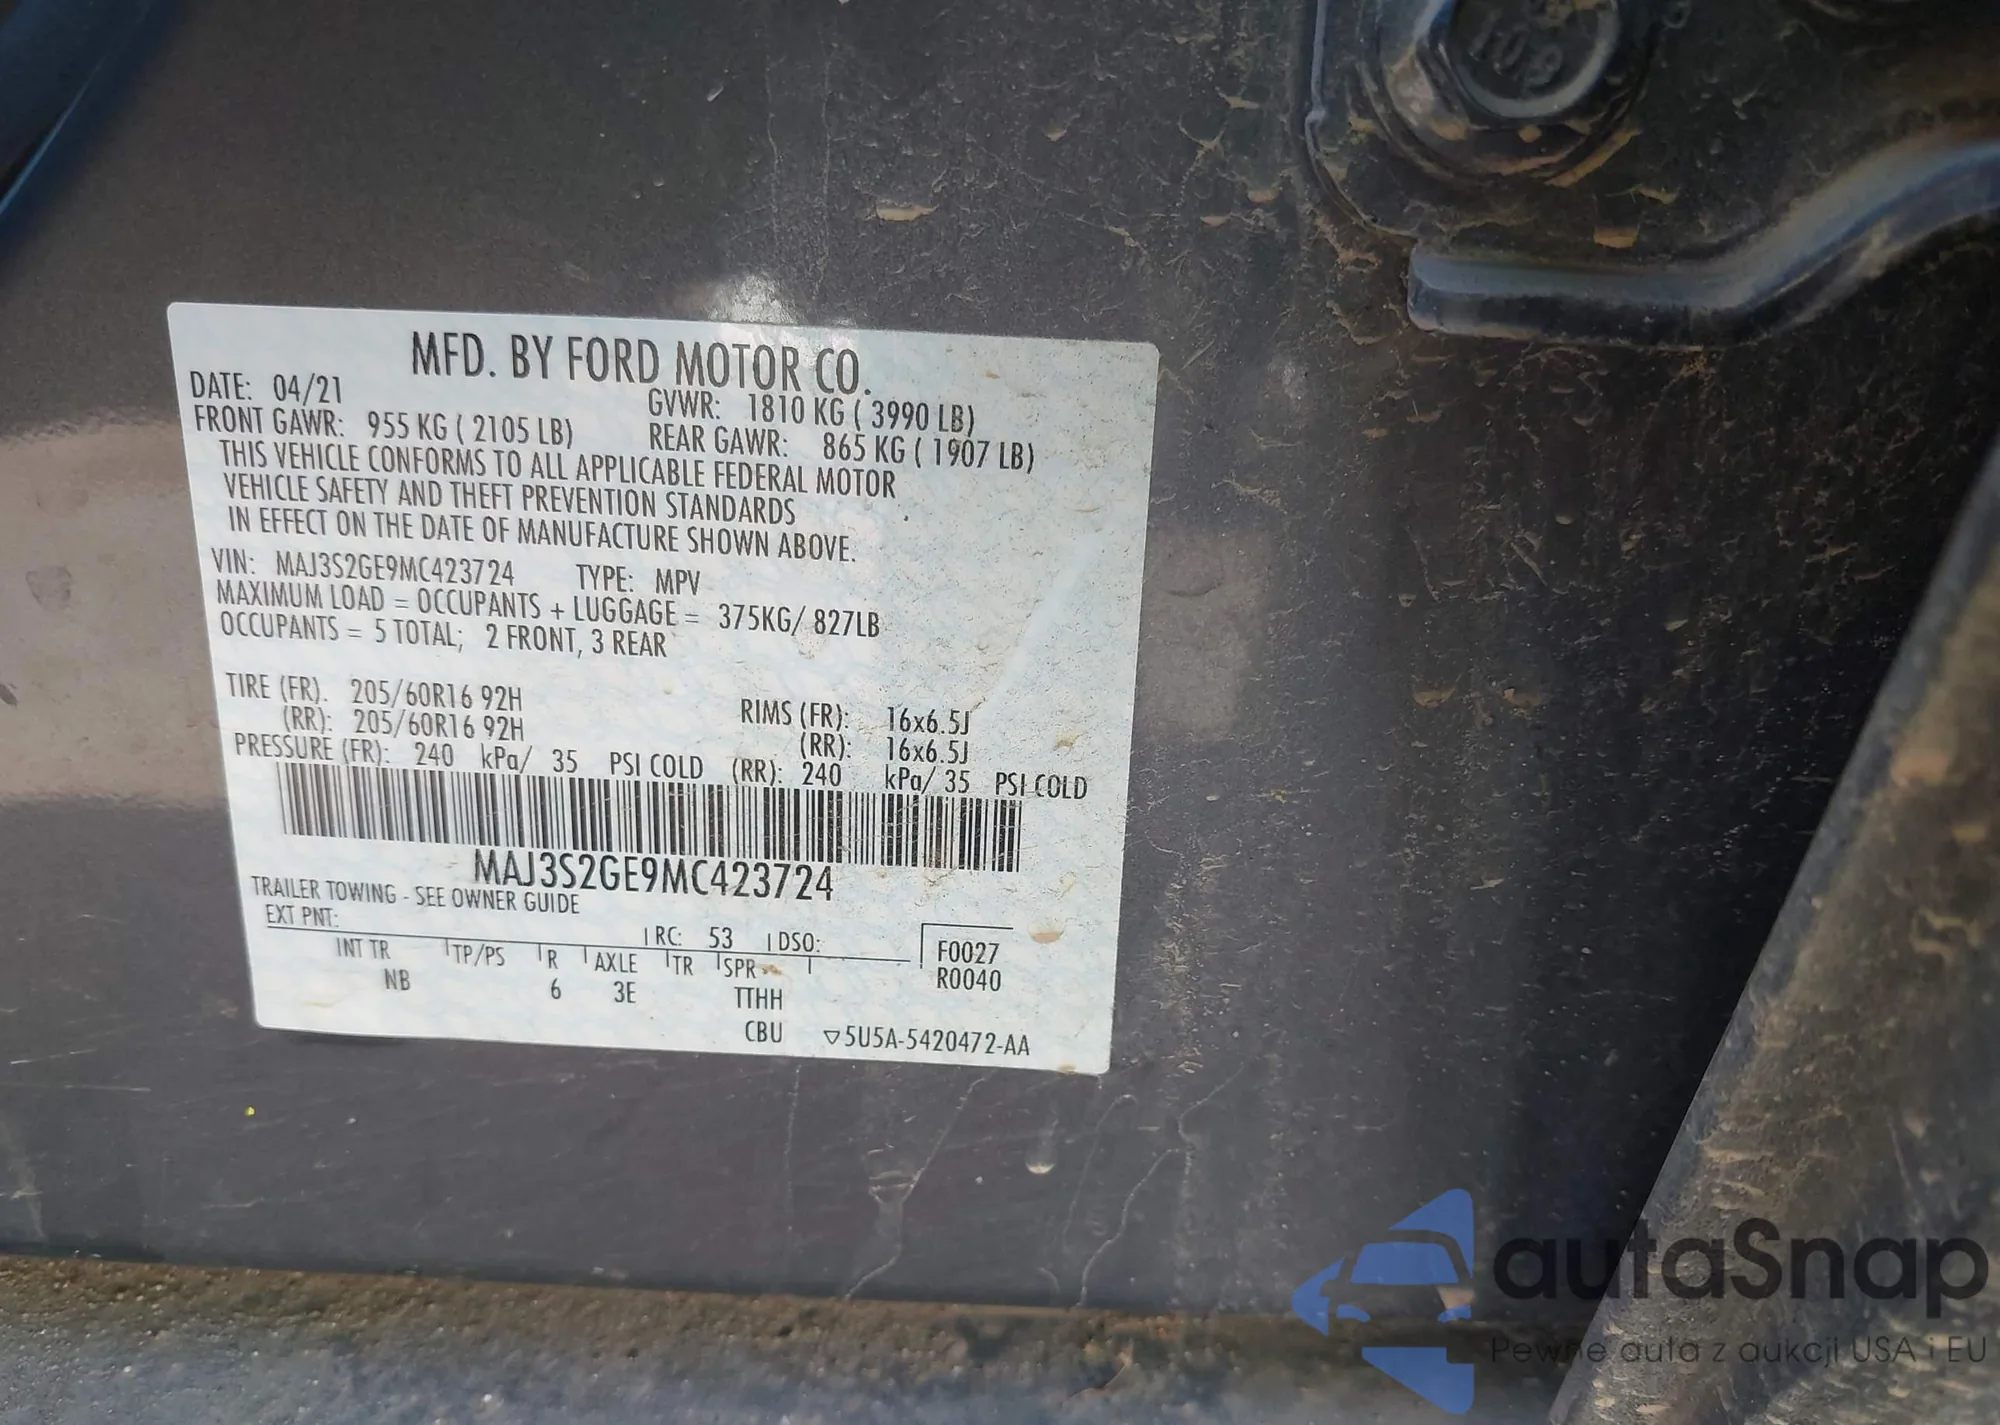 108
MFD. BY FORD MOTOR CO.
DATE: 04/21 GVWR: 1810 KG ( 3990 LB)
FRONT GAWR: 955 KG ( 2105 LB) REAR GAWR: 865 KG ( 1907 LB)
THIS VEHICLE CONFORMS TO ALL APPLICABLE FEDERAL MOTOR
VEHICLE SAFETY AND THEFT PREVENTION STANDARDS
IN EFFECT ON THE DATE OF MANUFACTURE SHOWN ABOVE.
VIN: MAJ3S2GE9MC423724 TYPE: MPV
MAXIMUM LOAD = OCCUPANTS + LUGGAGE = 375KG/ 827LB
OCCUPANTS = 5 TOTAL; 2 FRONT, 3 REAR
TIRE (FR). 205/60R16 92H RIMS (FR): 16x6.5J
(RR): 205/60R16 92H (RR): 16x6.5J
PRESSURE (FR): 240 kPa/ 35 PSI COLD (RR): 240 kPa/ 35 PSI COLD
MAJ3S2GE9MC423724
TRAILER TOWING - SEE OWNER GUIDE
EXT PNT: RC: 53 DSO: F0027
INT TR TP/PS R AXLE TR SPR R0040
NB 6 3E TTHH
CBU ▽5U5A-5420472-AA
autaSnap
Pewne auta z aukcji USA i EU